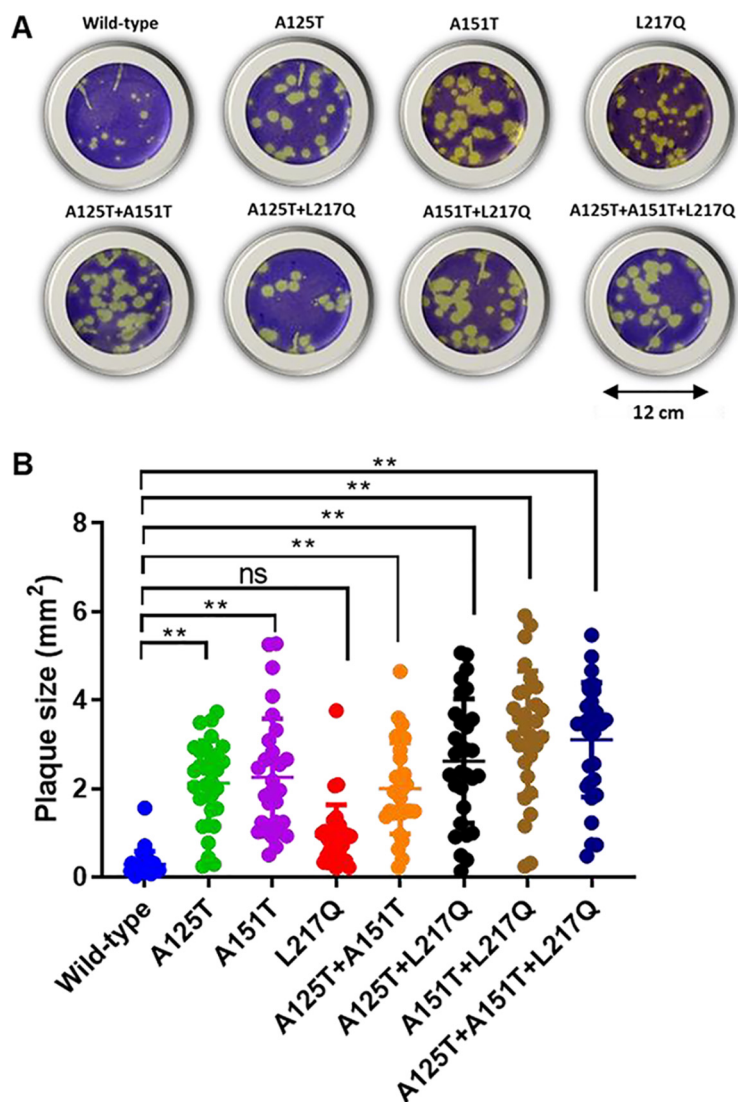 A
Wild-type
A125T
A151T
L217Q
A125T+A151T
A125T+L217Q
A151T+L217Q
A125T+A151T+L217Q
12 cm
B
**
**
**
**
ns
**
**
8
6
4
2
0
Plaque size (mm²)
Wild-type
A125T
A151T
L217Q
A125T+A151T
A125T+L217Q
A151T+L217Q
A125T+A151T+L217Q